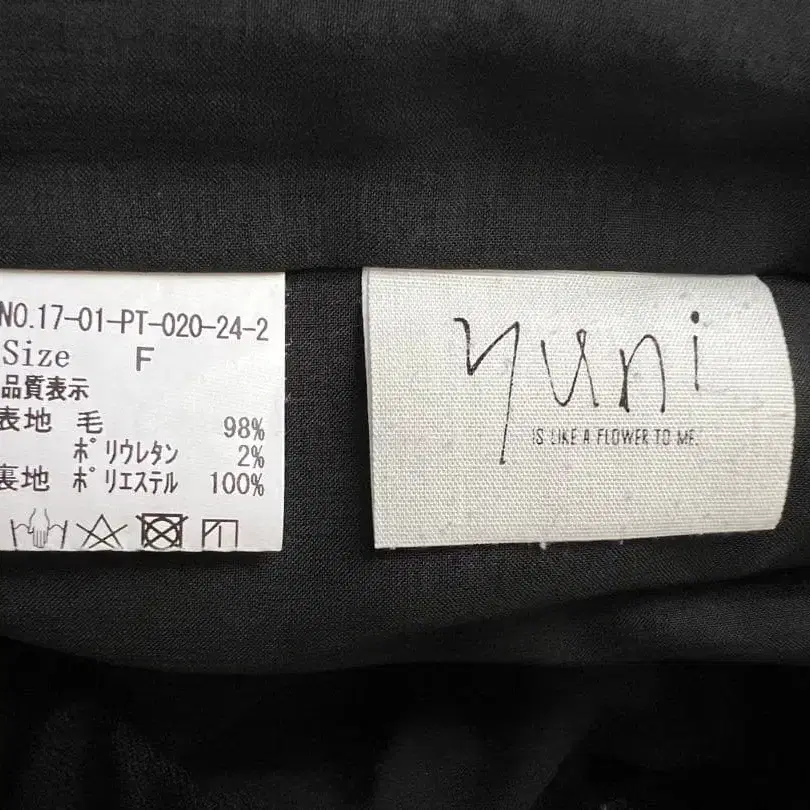 NO.17-01-PT-020-24-2
Size F
品質表示
表地 毛 98%
ポリウレタン 2%
裏地 ポリエステル 100%
yuni
IS LIKE A FLOWER TO ME.